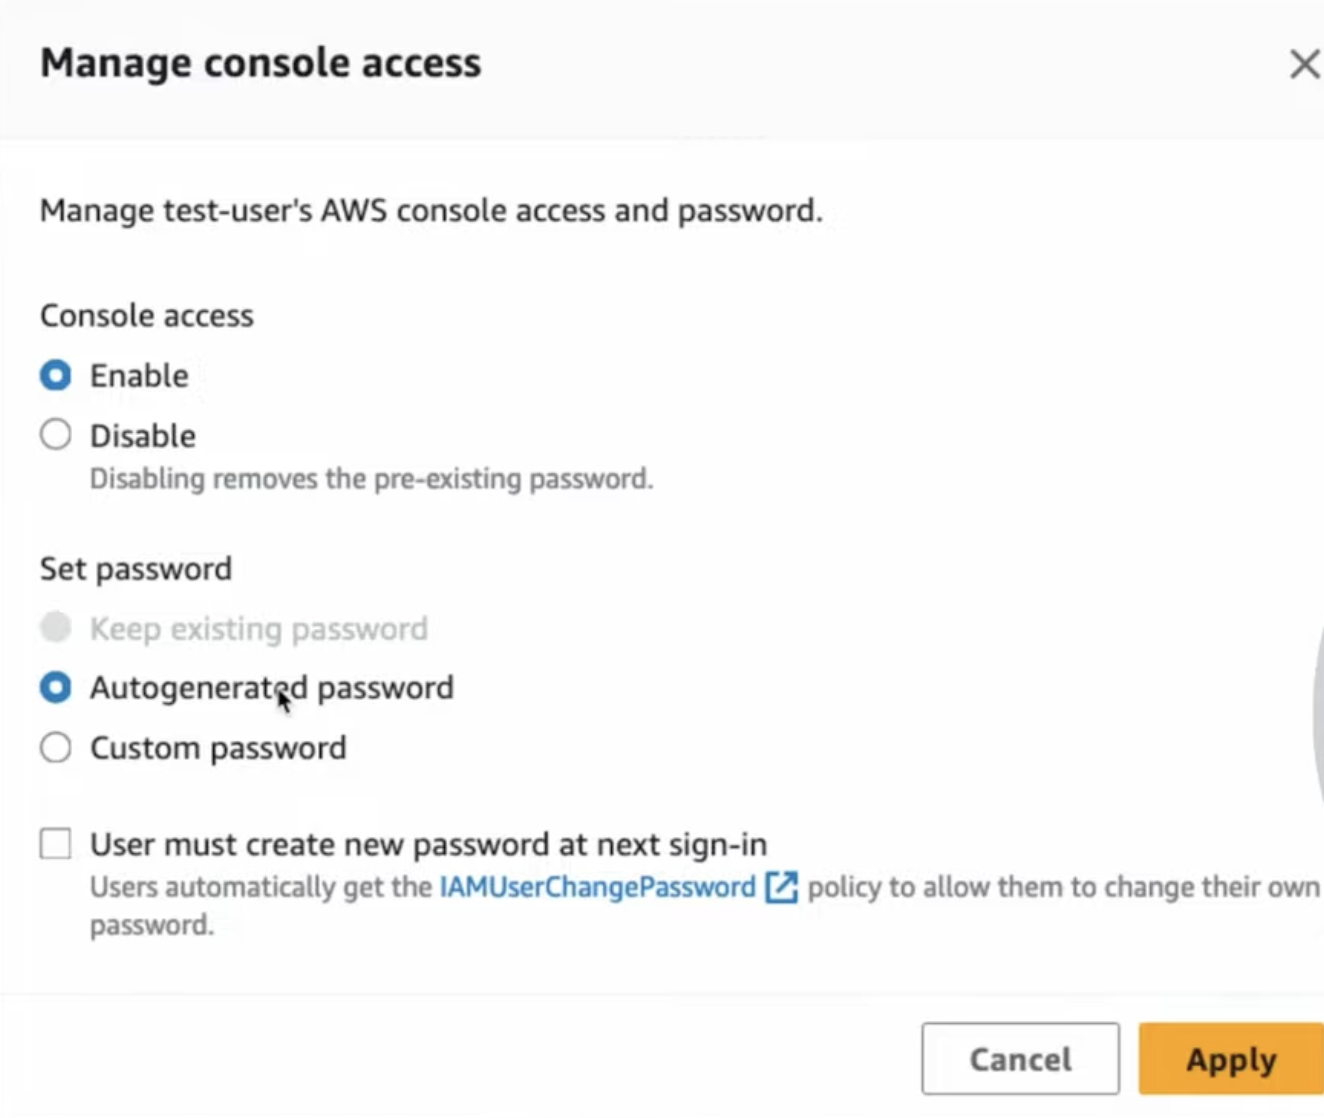 Manage console access
Manage test-user's AWS console access and password.
Console access
Enable
Disable
Disabling removes the pre-existing password.
Set password
Keep existing password
Autogenerated password
Custom password
User must create new password at next sign-in
Users automatically get the IAMUserChangePassword policy to allow them to change their own
password.
Cancel
Apply